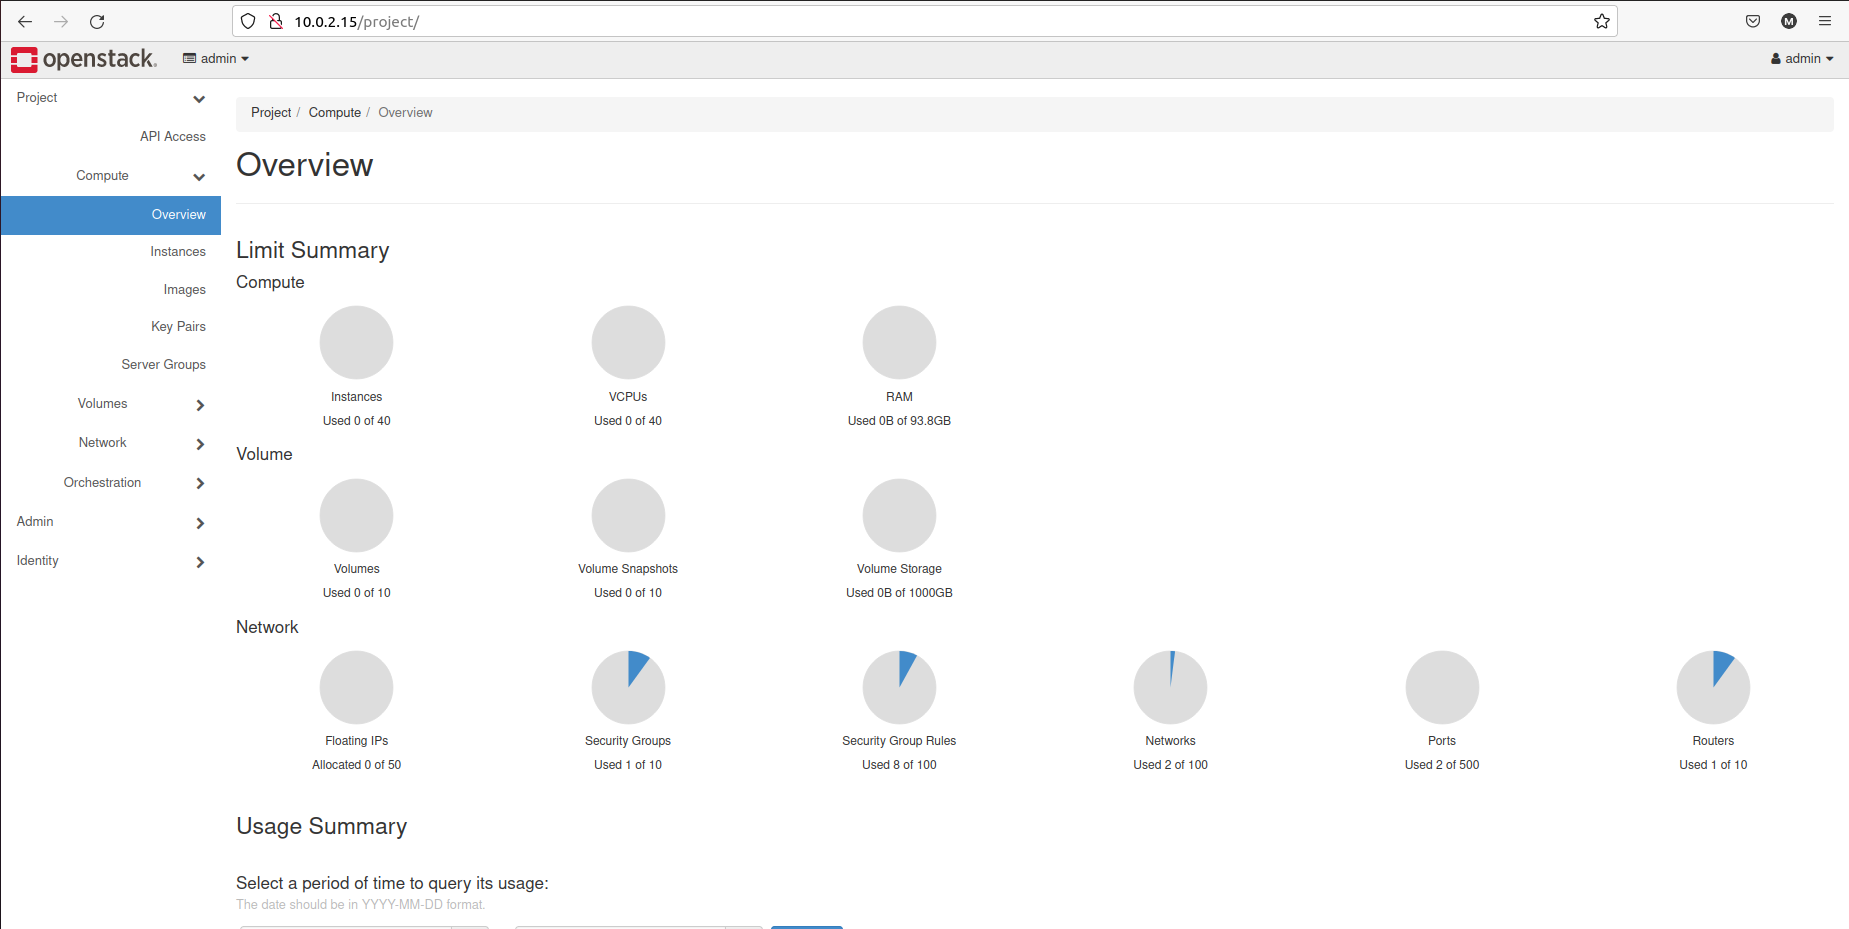 10.0.2.15/project/
M
openstack.
admin
admin
Project
API Access
Compute
Overview
Instances
Images
Key Pairs
Server Groups
Volumes
Network
Orchestration
Admin
Identity
Project / Compute / Overview
Overview
Limit Summary
Compute
Instances VCPUs RAM
Used 0 of 40 Used 0 of 40 Used 0B of 93.8GB
Volume
Volumes Volume Snapshots Volume Storage
Used 0 of 10 Used 0 of 10 Used 0B of 1000GB
Network
Floating IPs Security Groups Security Group Rules Networks Ports Routers
Allocated 0 of 50 Used 1 of 10 Used 8 of 100 Used 2 of 100 Used 2 of 500 Used 1 of 10
Usage Summary
Select a period of time to query its usage:
The date should be in YYYY-MM-DD format.